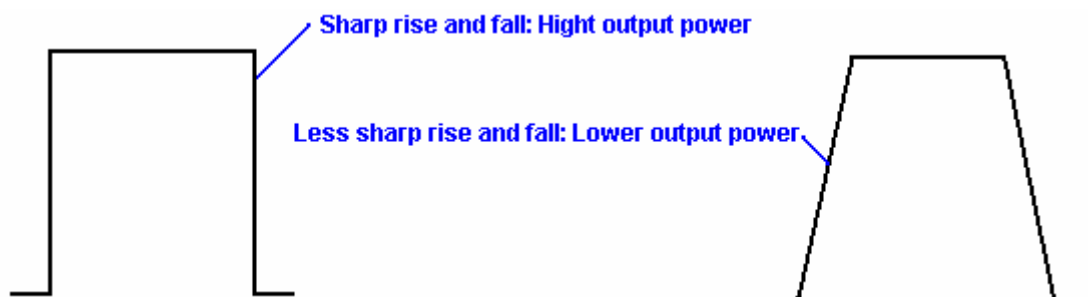 Sharp rise and fall: Hight output power
Less sharp rise and fall: Lower output power